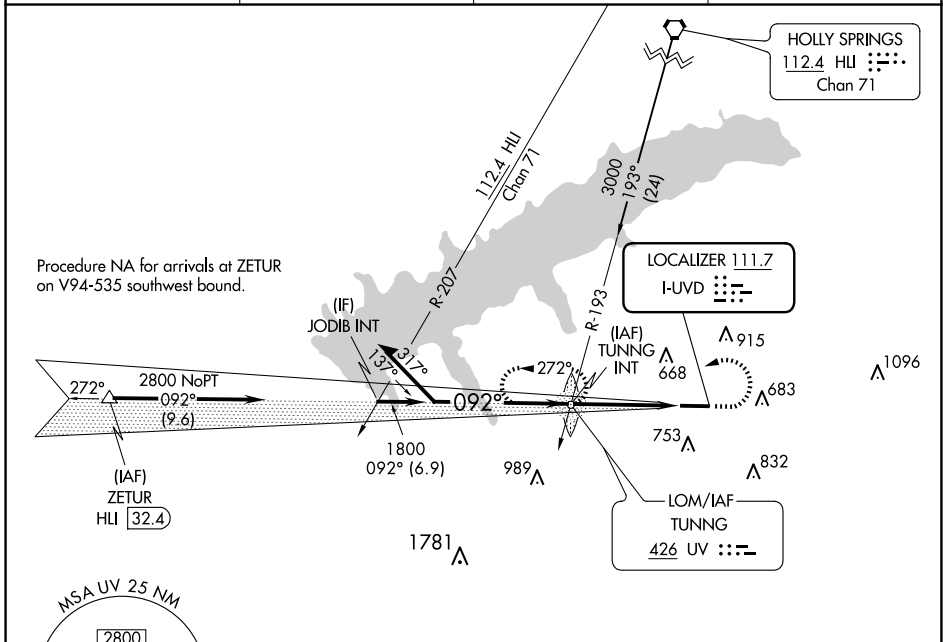 HOLLY SPRINGS
112.4 HLI
Chan 71
112.4 HLI
Chan 71
3000
193°
(24)
Procedure NA for arrivals at ZETUR
on V94-535 southwest bound.
R-207
R-193
LOCALIZER 111.7
I-UVD
(IF)
JODIB INT
(IAF)
TUNNG
INT
915
668
1096
683
317°
137°
272°
272°
2800 NoPT
092°
(9.6)
092°
1800
092° (6.9)
753
832
989
(IAF)
ZETUR
HLI 32.4
LOM/IAF
TUNNG
426 UV
1781
MSA UV 25 NM
2800